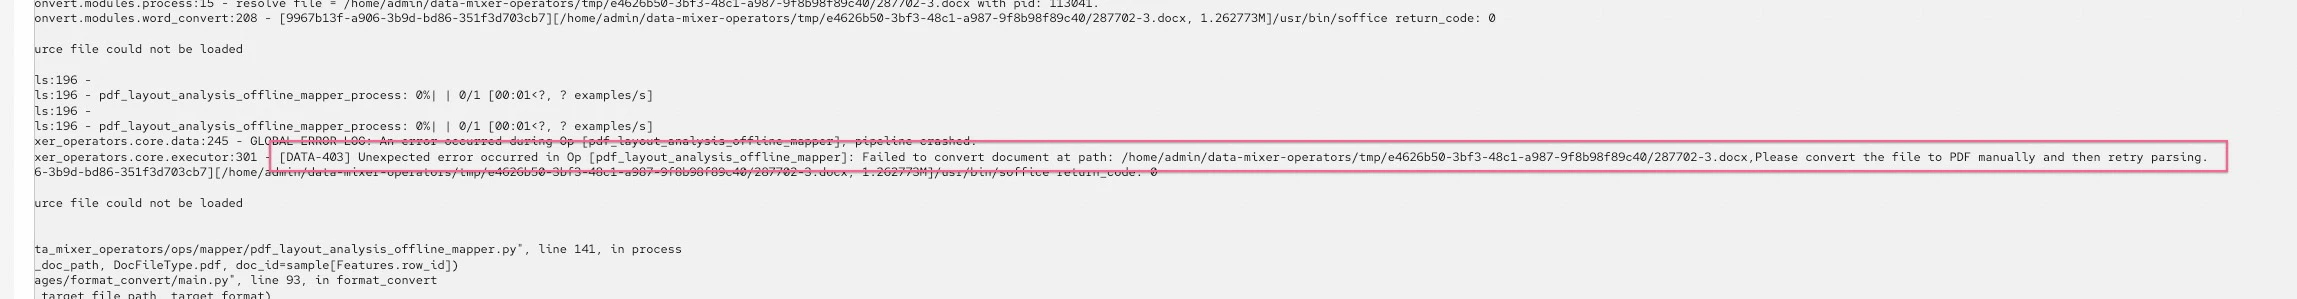 onvert.modules.process:15 - resolve file = /home/admin/data-mixer-operators/tmp/e4626b50-3bf3-48c1-a987-9f8b98f89c40/287702-3.docx with pid: 113041.
onvert.modules.word_convert:208 - [9967b13f-a906-3b9d-bd86-351f3d703cb7][/home/admin/data-mixer-operators/tmp/e4626b50-3bf3-48c1-a987-9f8b98f89c40/287702-3.docx, 1.262773M]/usr/bin/soffice return_code: 0
urce file could not be loaded
ls:196 -
ls:196 - pdf_layout_analysis_offline_mapper_process: 0%| | 0/1 [00:01<?, ? examples/s]
ls:196 -
ls:196 - pdf_layout_analysis_offline_mapper_process: 0%| | 0/1 [00:01<?, ? examples/s]
xer_operators.core.data:245 - GLOBAL ERROR LOG: An error occurred during Op [pdf_layout_analysis_offline_mapper], pipeline crashed.
xer_operators.core.executor:301 - [DATA-403] Unexpected error occurred in Op [pdf_layout_analysis_offline_mapper]: Failed to convert document at path: /home/admin/data-mixer-operators/tmp/e4626b50-3bf3-48c1-a987-9f8b98f89c40/287702-3.docx,Please convert the file to PDF manually and then retry parsing.
6-3b9d-bd86-351f3d703cb7][/home/admin/data-mixer-operators/tmp/e4626b50-3bf3-48c1-a987-9f8b98f89c40/287702-3.docx, 1.262773M]/usr/bin/soffice return_code: 0
urce file could not be loaded
ta_mixer_operators/ops/mapper/pdf_layout_analysis_offline_mapper.py", line 141, in process
_doc_path, DocFileType.pdf, doc_id=sample[Features.row_id])
ages/format_convert/main.py", line 93, in format_convert
target_file_path, target_format)